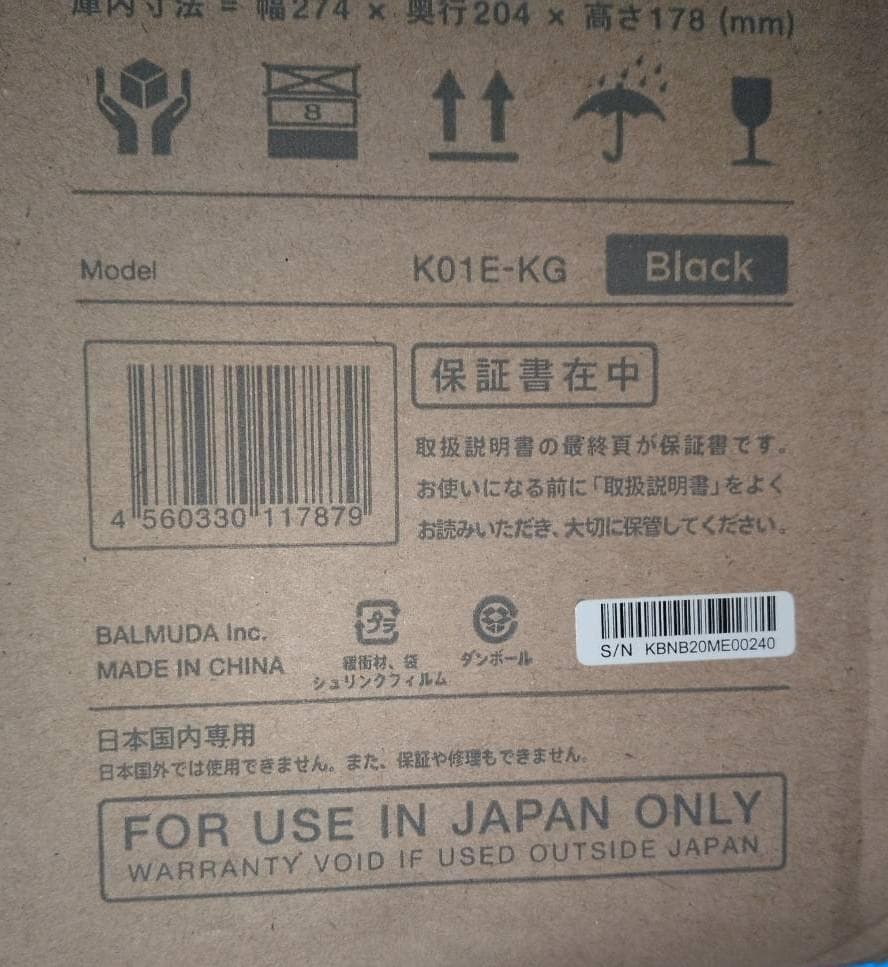 庫内寸法 = 幅274 × 奥行204 × 高さ178 (mm)
8
Model K01E-KG Black
保証書在中
取扱説明書の最終頁が保証書です。
お使いになる前に「取扱説明書」をよく
お読みいただき、大切に保管してください。
4 560330 117879
BALMUDA Inc.
MADE IN CHINA
プラ
緩衝材、袋
シュリンクフィルム
ダンボール
S/N KBNB20ME00240
日本国内専用
日本国外では使用できません。また、保証や修理もできません。
FOR USE IN JAPAN ONLY
WARRANTY VOID IF USED OUTSIDE JAPAN